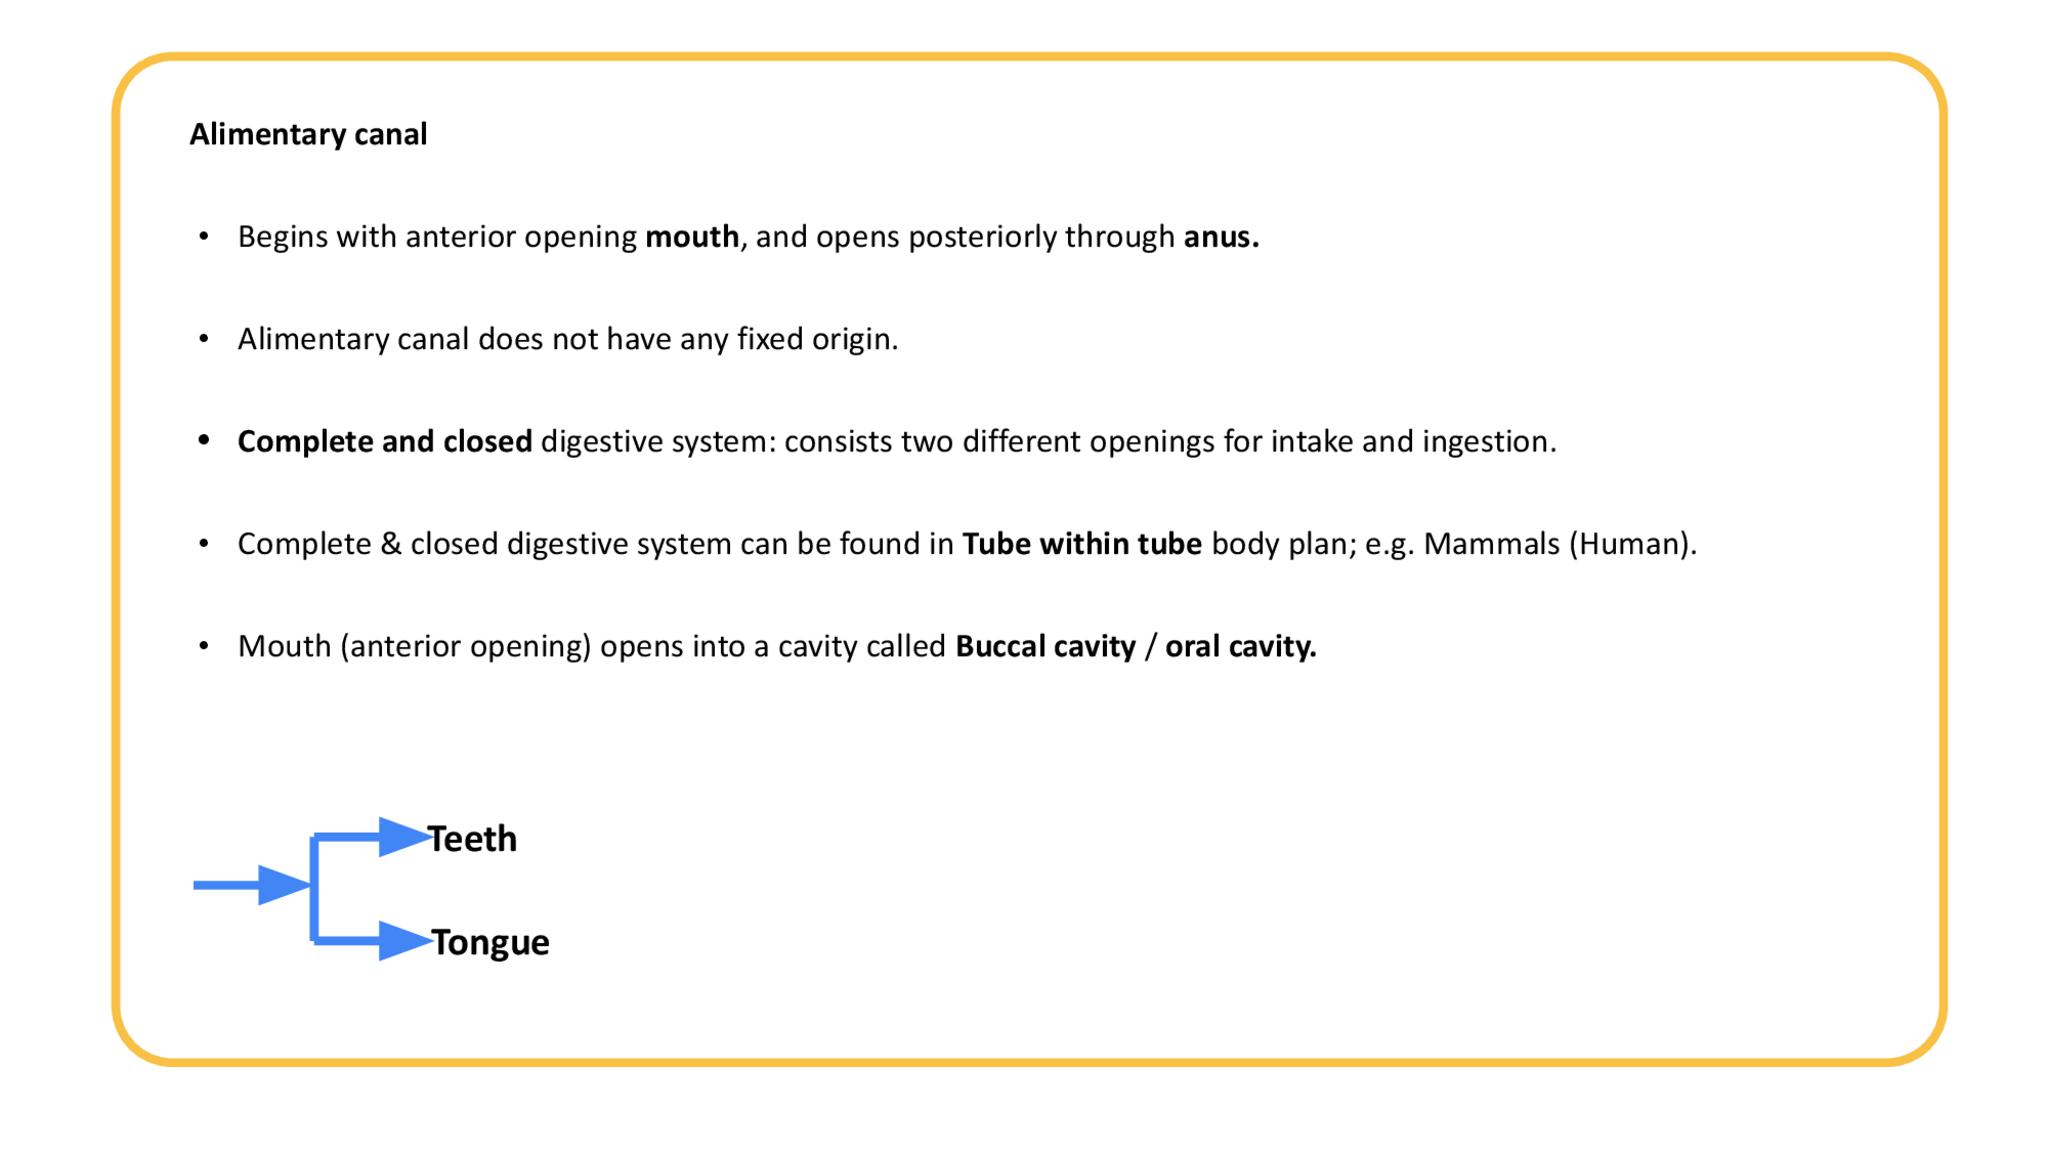 Alimentary canal
• Begins with anterior opening mouth, and opens posteriorly through anus.
• Alimentary canal does not have any fixed origin.
• Complete and closed digestive system: consists two different openings for intake and ingestion.
• Complete & closed digestive system can be found in Tube within tube body plan; e.g. Mammals (Human).
• Mouth (anterior opening) opens into a cavity called Buccal cavity / oral cavity.
Teeth
Tongue